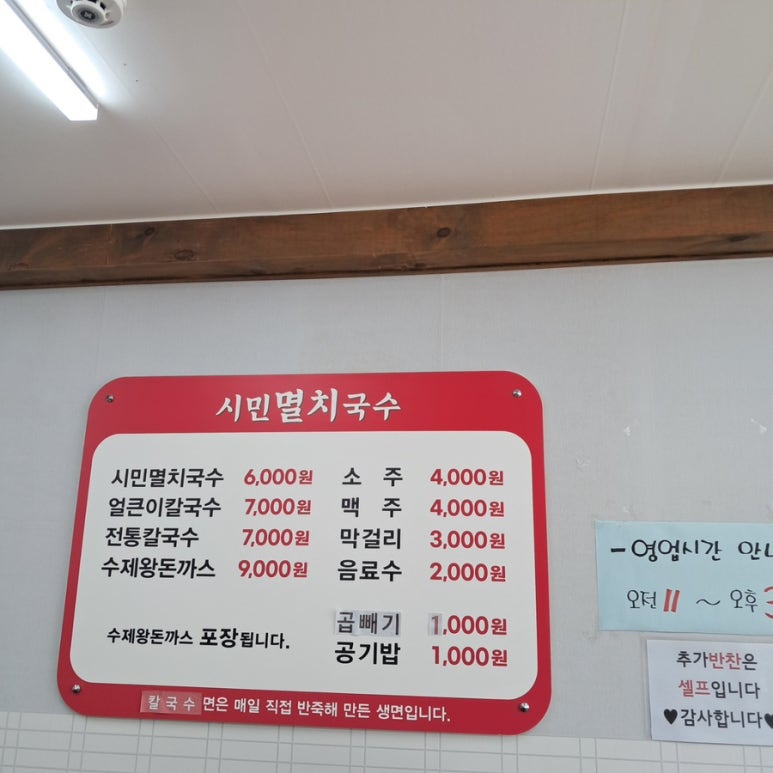 시민멸치국수
시민멸치국수 6,000원
얼큰이칼국수 7,000원
전통칼국수 7,000원
수제왕돈까스 9,000원
소 주 4,000원
맥 주 4,000원
막걸리 3,000원
음료수 2,000원
곱빼기 1,000원
공기밥 1,000원
수제왕돈까스 포장됩니다.
칼국수 면은 매일 직접 반죽해 만든 생면입니다.
- 영업시간
오전 11 ~ 오후 3
추가반찬은
셀프입니다
♥감사합니다♥